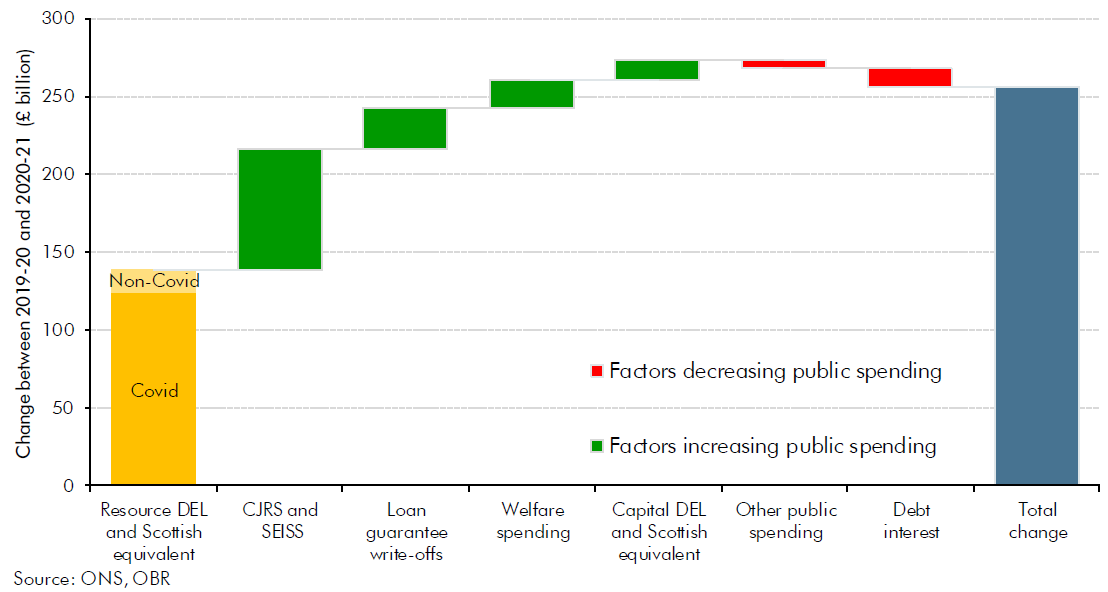 Change between 2019-20 and 2020-21 (£ billion)
300
250
200
150
100
50
0
Non-Covid
Covid
Factors decreasing public spending
Factors increasing public spending
Resource DEL
and Scottish
equivalent
CJRS and
SEISS
Loan
guarantee
write-offs
Welfare
spending
Capital DEL
and Scottish
equivalent
Other public
spending
Debt
interest
Total
change
Source: ONS, OBR